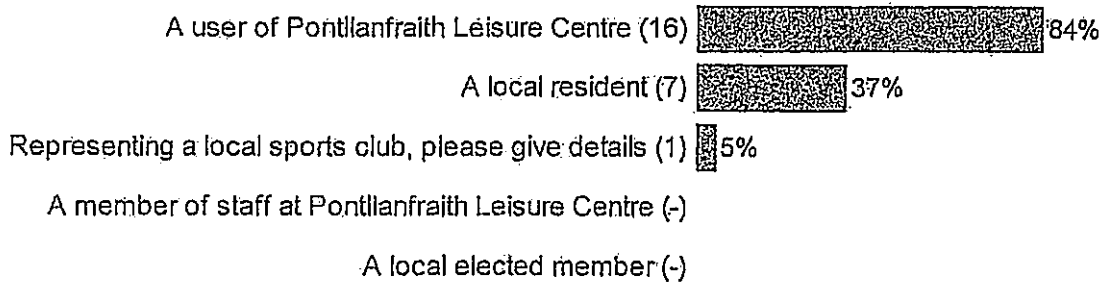 A user of Pontllanfraith Leisure Centre (16) 84%
A local resident (7) 37%
Representing a local sports club, please give details (1) 5%
A member of staff at Pontllanfraith Leisure Centre (-)
A local elected member (-)